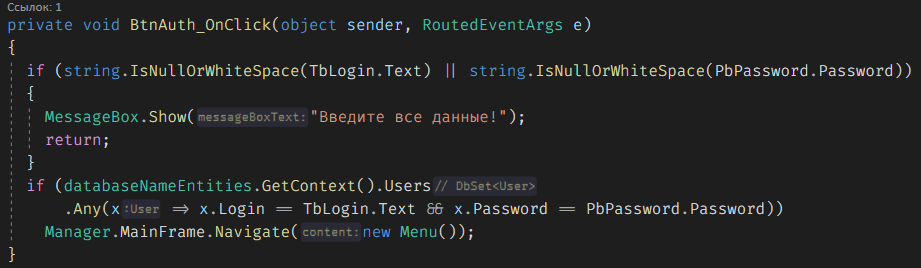 Ссылок: 1
private void BtnAuth_OnClick(object sender, RoutedEventArgs e)
{
if (string.IsNullOrWhiteSpace(TbLogin.Text) || string.IsNullOrWhiteSpace(PbPassword.Password))
{
MessageBox.Show(messageBoxText:"Введите все данные!");
return;
}
if (databaseNameEntities.GetContext().Users // DbSet<User>
.Any(x:User => x.Login == TbLogin.Text && x.Password == PbPassword.Password))
Manager.MainFrame.Navigate(content:new Menu());
}